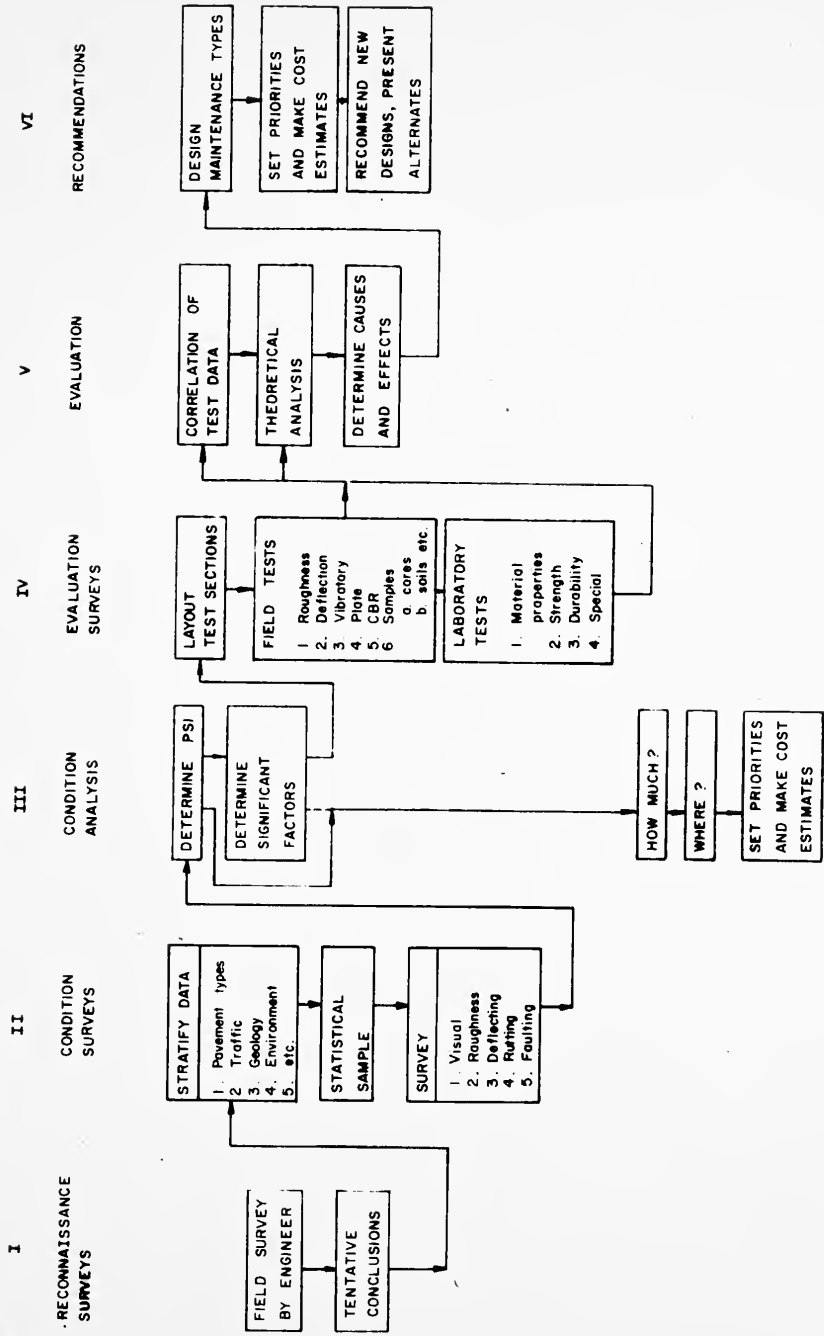 I
· RECONNAISSANCE
SURVEYS
FIELD SURVEY
BY ENGINEER
TENTATIVE
CONCLUSIONS
II
CONDITION
SURVEYS
STRATIFY DATA
1. Pavement types
2 Traffic
3. Geology
4. Environment
5. etc.
STATISTICAL
SAMPLE
SURVEY
1. Visual
2. Roughness
3. Deflecting
4. Rutting
5. Faulting
III
CONDITION
ANALYSIS
DETERMINE PSI
DETERMINE
SIGNIFICANT
FACTORS
HOW MUCH?
WHERE ?
SET PRIORITIES
AND MAKE COST
ESTIMATES
IV
EVALUATION
SURVEYS
LAYOUT
TEST SECTIONS
FIELD TESTS
1 Roughness
2. Deflection
3. Vibratory
4. Plate
5. CBR
6 Samples
a. cores
b. soils etc.
LABORATORY
TESTS
1. Material
properties
2. Strength
3. Durability
4. Special
V
EVALUATION
CORRELATION OF
TEST DATA
THEORETICAL
ANALYSIS
DETERMINE CAUSES
AND EFFECTS
VI
RECOMMENDATIONS
DESIGN
MAINTENANCE TYPES
SET PRIORITIES
AND MAKE COST
ESTIMATES
RECOMMEND NEW
DESIGNS, PRESENT
ALTERNATES